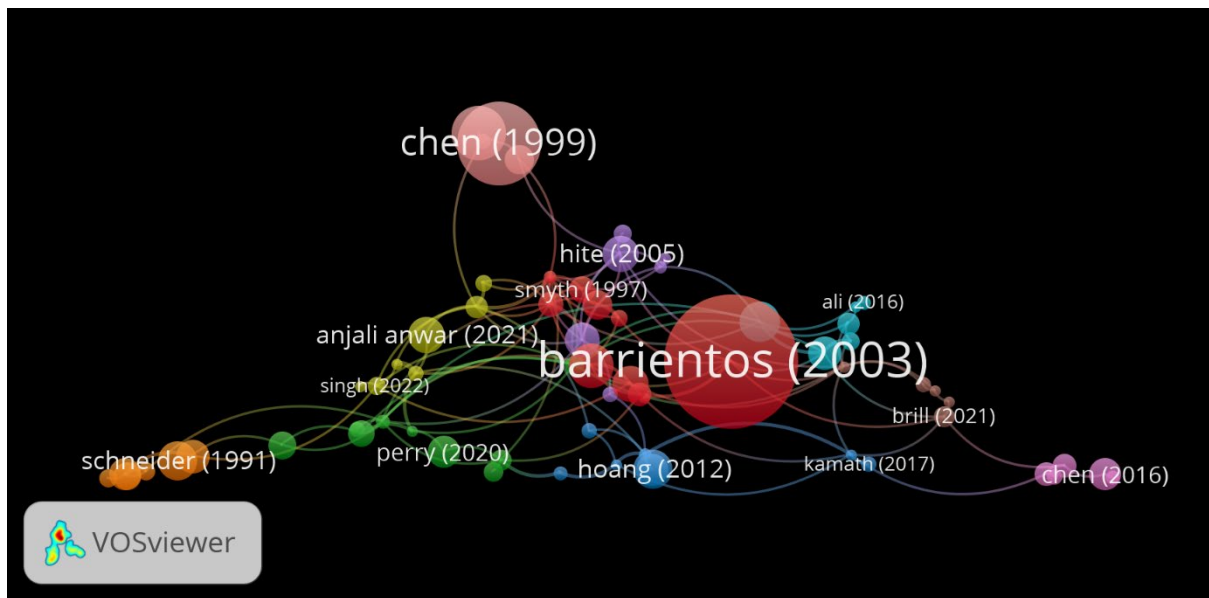 chen (1999)
hite (2005)
smyth (1997)
ali (2016)
anjali anwar (2021)
barrientos (2003)
singh (2022)
brill (2021)
perry (2020)
schneider (1991)
hoang (2012)
kamath (2017)
chen (2016)
VOSviewer